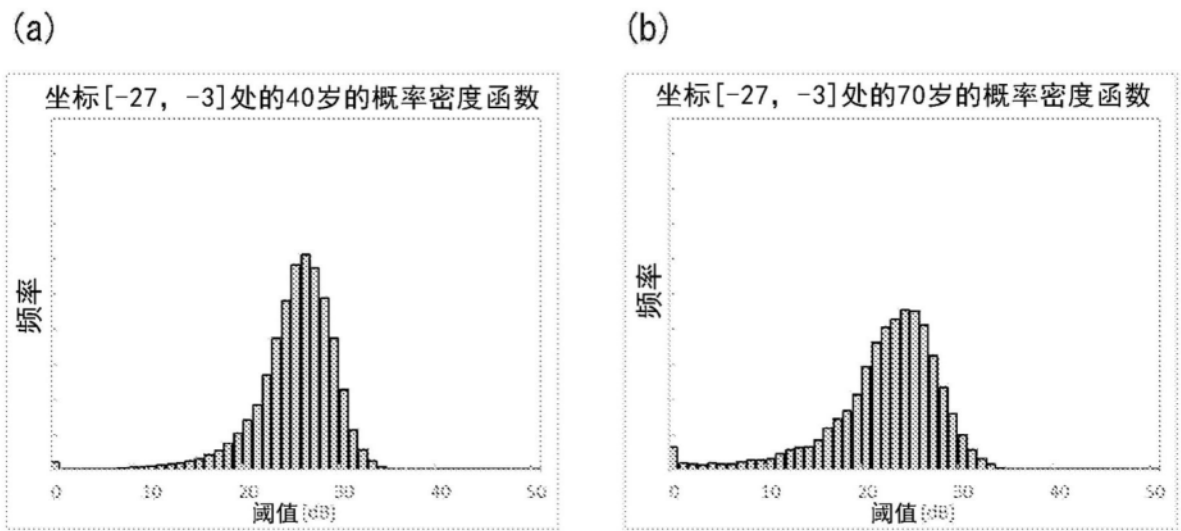 (a)
坐标[-27, -3]处的40岁的概率密度函数
频率
0 10 20 30 40 50
阈值[dB]
(b)
坐标[-27, -3]处的70岁的概率密度函数
频率
0 10 20 30 40 50
阈值[dB]